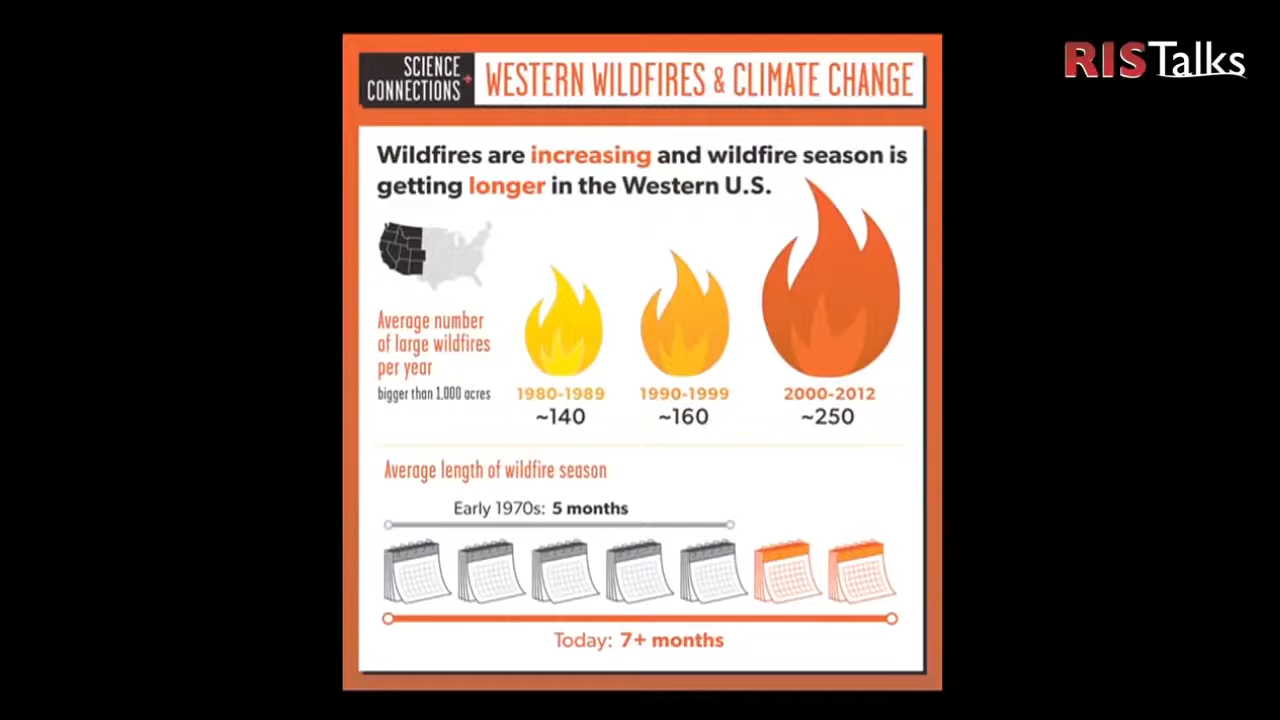 RISTalks
SCIENCE
CONNECTIONS
WESTERN WILDFIRES & CLIMATE CHANGE
Wildfires are increasing and wildfire season is
getting longer in the Western U.S.
Average number
of large wildfires
per year
bigger than 1,000 acres
1980-1989
~140
1990-1999
~160
2000-2012
~250
Average length of wildfire season
Early 1970s: 5 months
Today: 7+ months